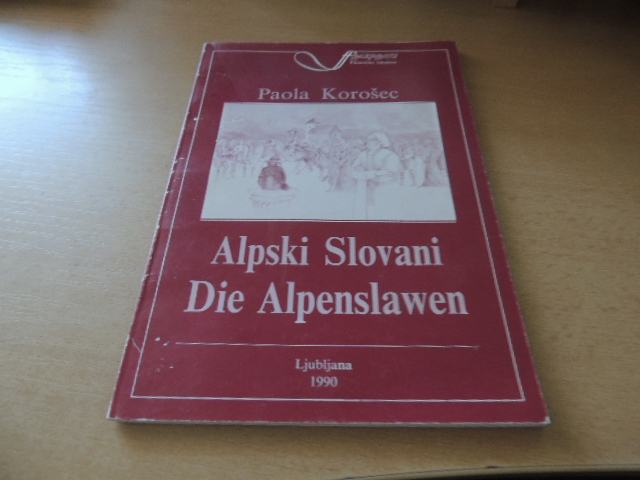 Paola Korošec
Alpski Slovani
Die Alpenslawen
Ljubljana
1990